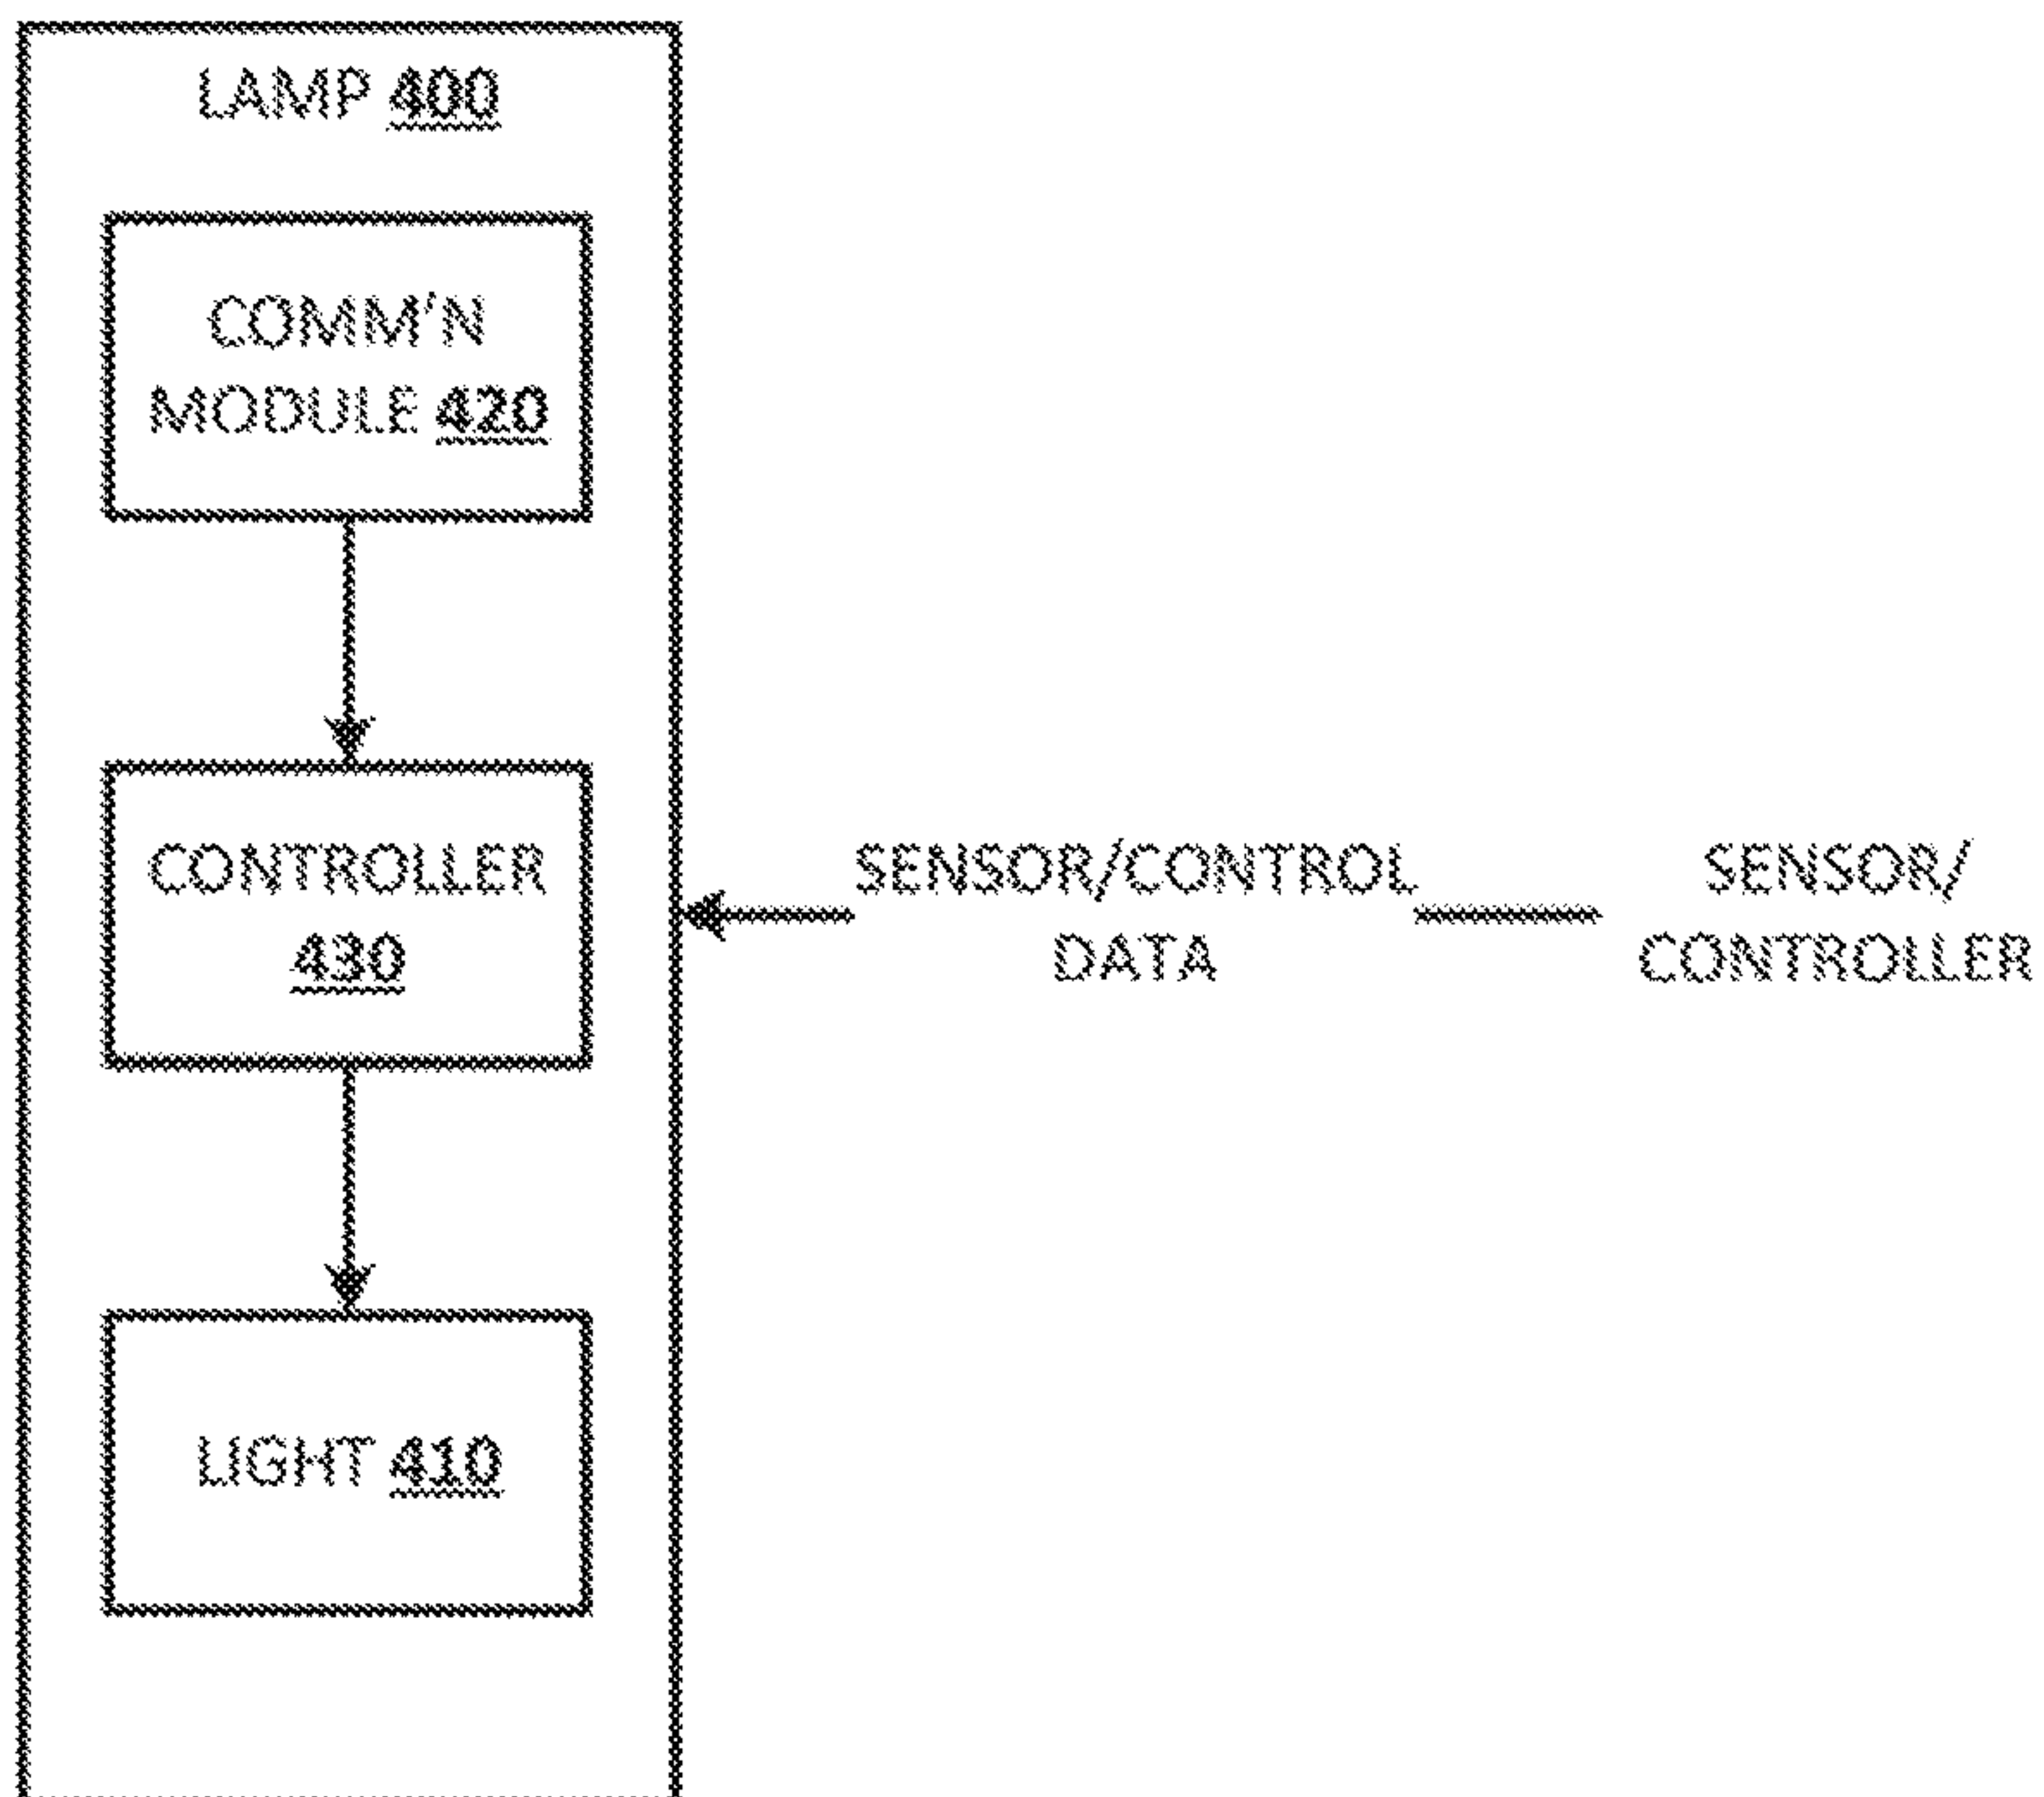 LAMP 400
COMM'N
MODULE 420
CONTROLLER
430
SENSOR/CONTROL
DATA
SENSOR/
CONTROLLER
LIGHT 410